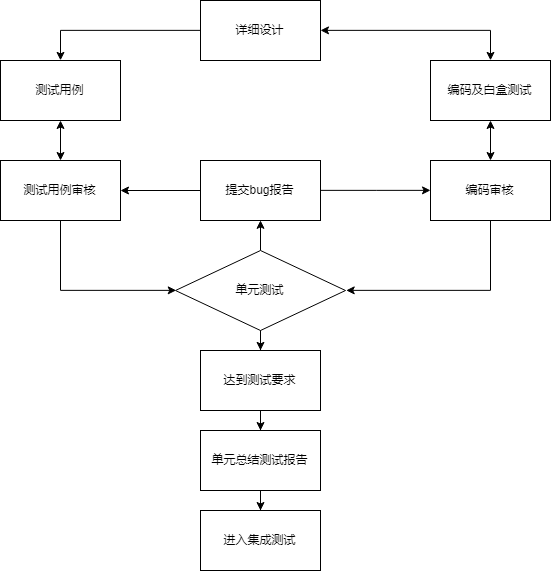 详细设计
测试用例
编码及白盒测试
测试用例审核
提交bug报告
编码审核
单元测试
达到测试要求
单元总结测试报告
进入集成测试